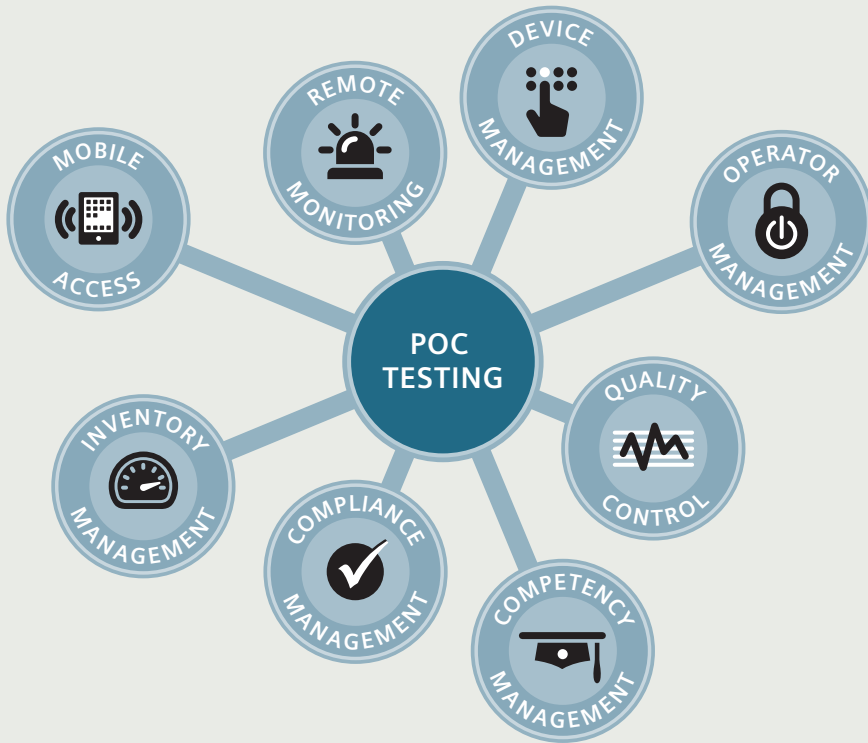 DEVICE
MANAGEMENT
REMOTE
MONITORING
MOBILE
ACCESS
OPERATOR
MANAGEMENT
POC
TESTING
QUALITY
CONTROL
INVENTORY
MANAGEMENT
COMPLIANCE
MANAGEMENT
COMPETENCY
MANAGEMENT